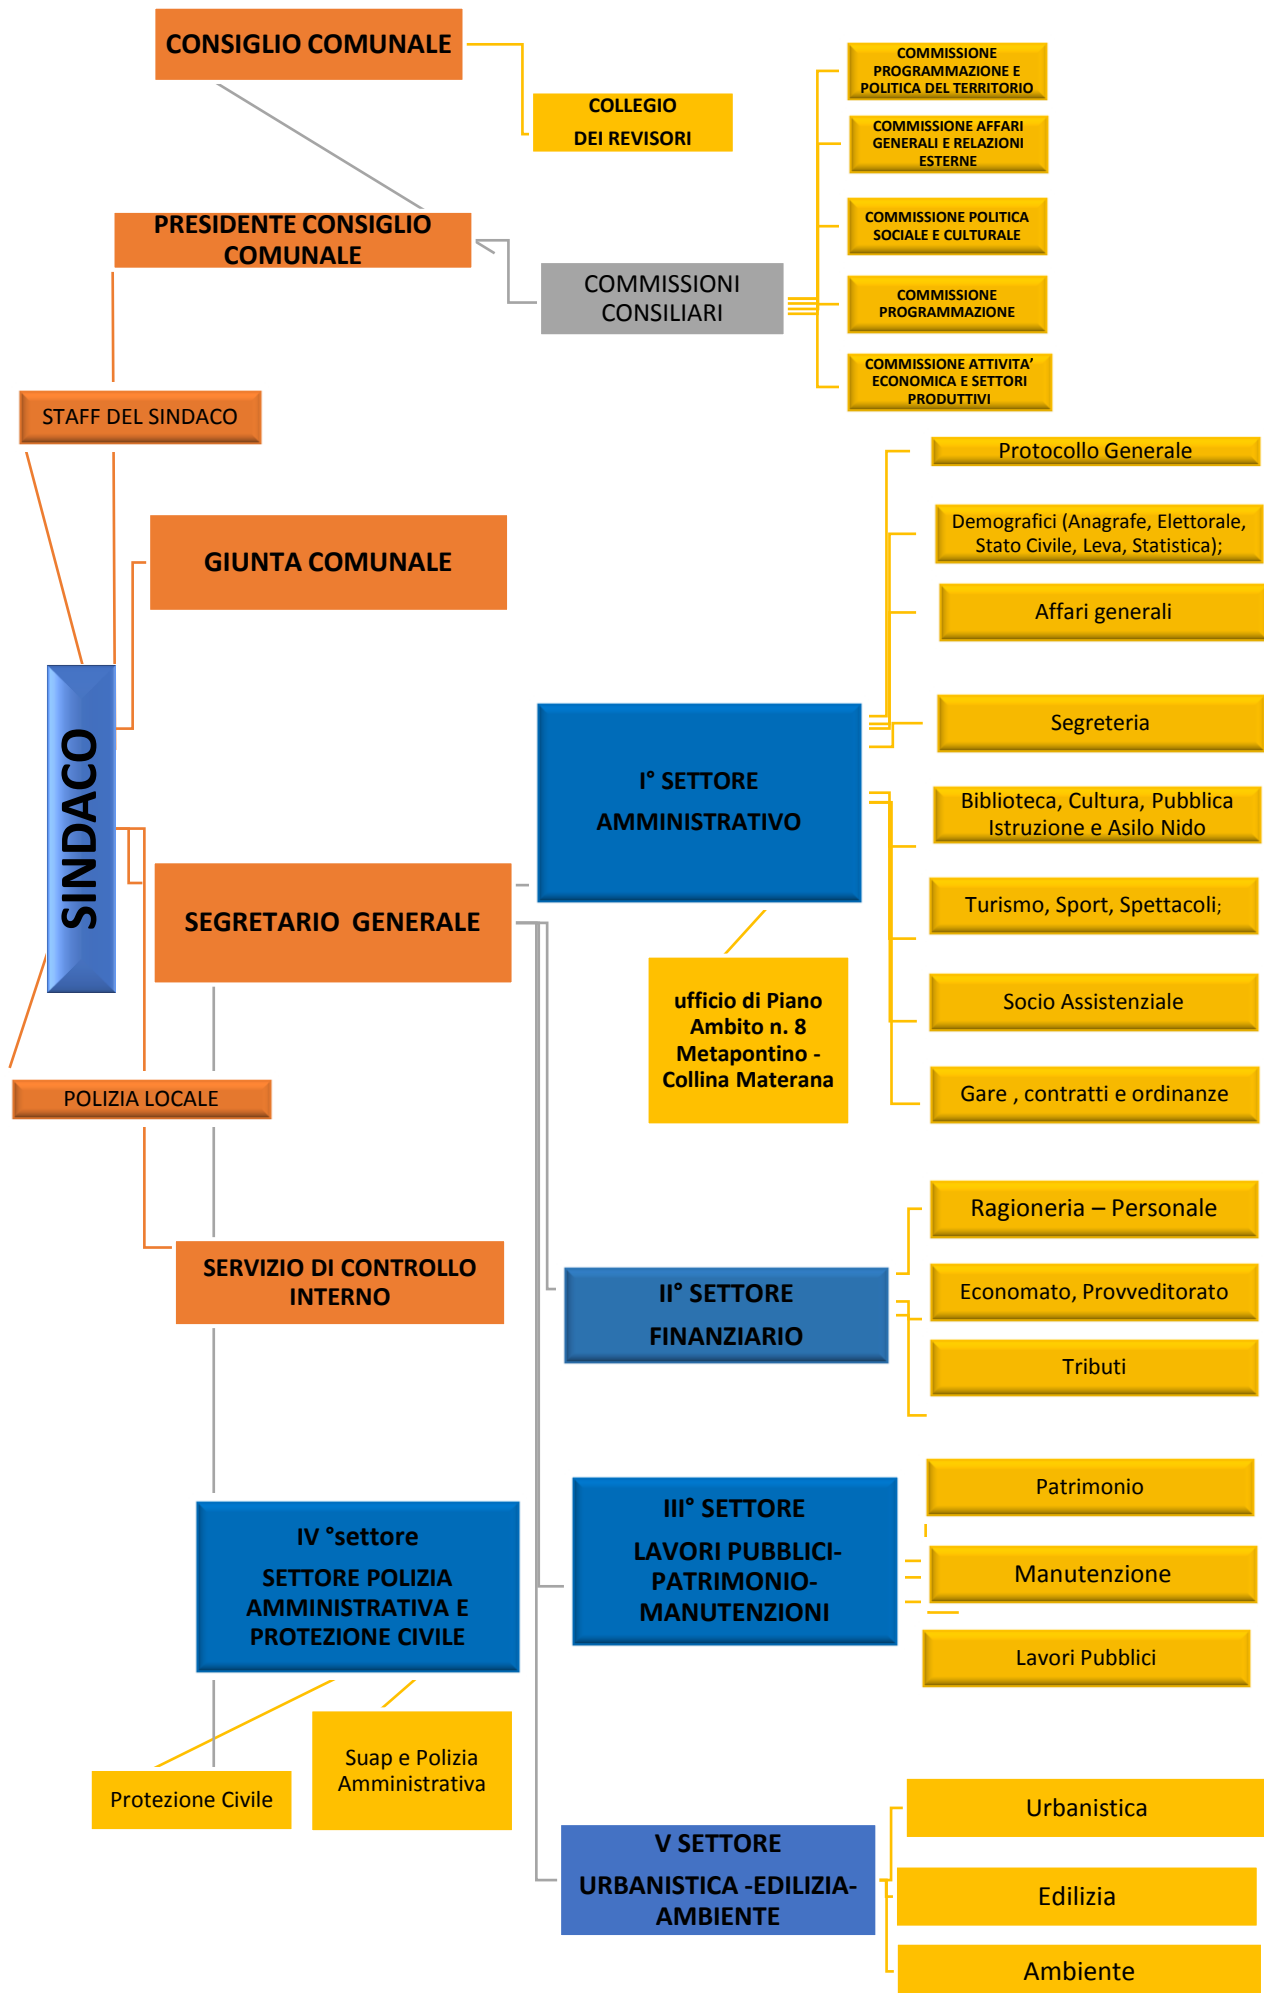 CONSIGLIO COMUNALE
COLLEGIO
DEI REVISORI
COMMISSIONE
PROGRAMMAZIONE E
POLITICA DEL TERRITORIO
COMMISSIONE AFFARI
GENERALI E RELAZIONI
ESTERNE
PRESIDENTE CONSIGLIO
COMUNALE
COMMISSIONI
CONSILIARI
COMMISSIONE POLITICA
SOCIALE E CULTURALE
COMMISSIONE
PROGRAMMAZIONE
COMMISSIONE ATTIVITA’
ECONOMICA E SETTORI
PRODUTTIVI
STAFF DEL SINDACO
GIUNTA COMUNALE
SINDACO
SEGRETARIO GENERALE
POLIZIA LOCALE
SERVIZIO DI CONTROLLO
INTERNO
I° SETTORE
AMMINISTRATIVO
Protocollo Generale
Demografici (Anagrafe, Elettorale,
Stato Civile, Leva, Statistica);
Affari generali
Segreteria
Biblioteca, Cultura, Pubblica
Istruzione e Asilo Nido
Turismo, Sport, Spettacoli;
Socio Assistenziale
Gare , contratti e ordinanze
ufficio di Piano
Ambito n. 8
Metapontino -
Collina Materana
II° SETTORE
FINANZIARIO
Ragioneria – Personale
Economato, Provveditorato
Tributi
III° SETTORE
LAVORI PUBBLICI-
PATRIMONIO-
MANUTENZIONI
Patrimonio
Manutenzione
Lavori Pubblici
IV °settore
SETTORE POLIZIA
AMMINISTRATIVA E
PROTEZIONE CIVILE
Protezione Civile
Suap e Polizia
Amministrativa
V SETTORE
URBANISTICA -EDILIZIA-
AMBIENTE
Urbanistica
Edilizia
Ambiente